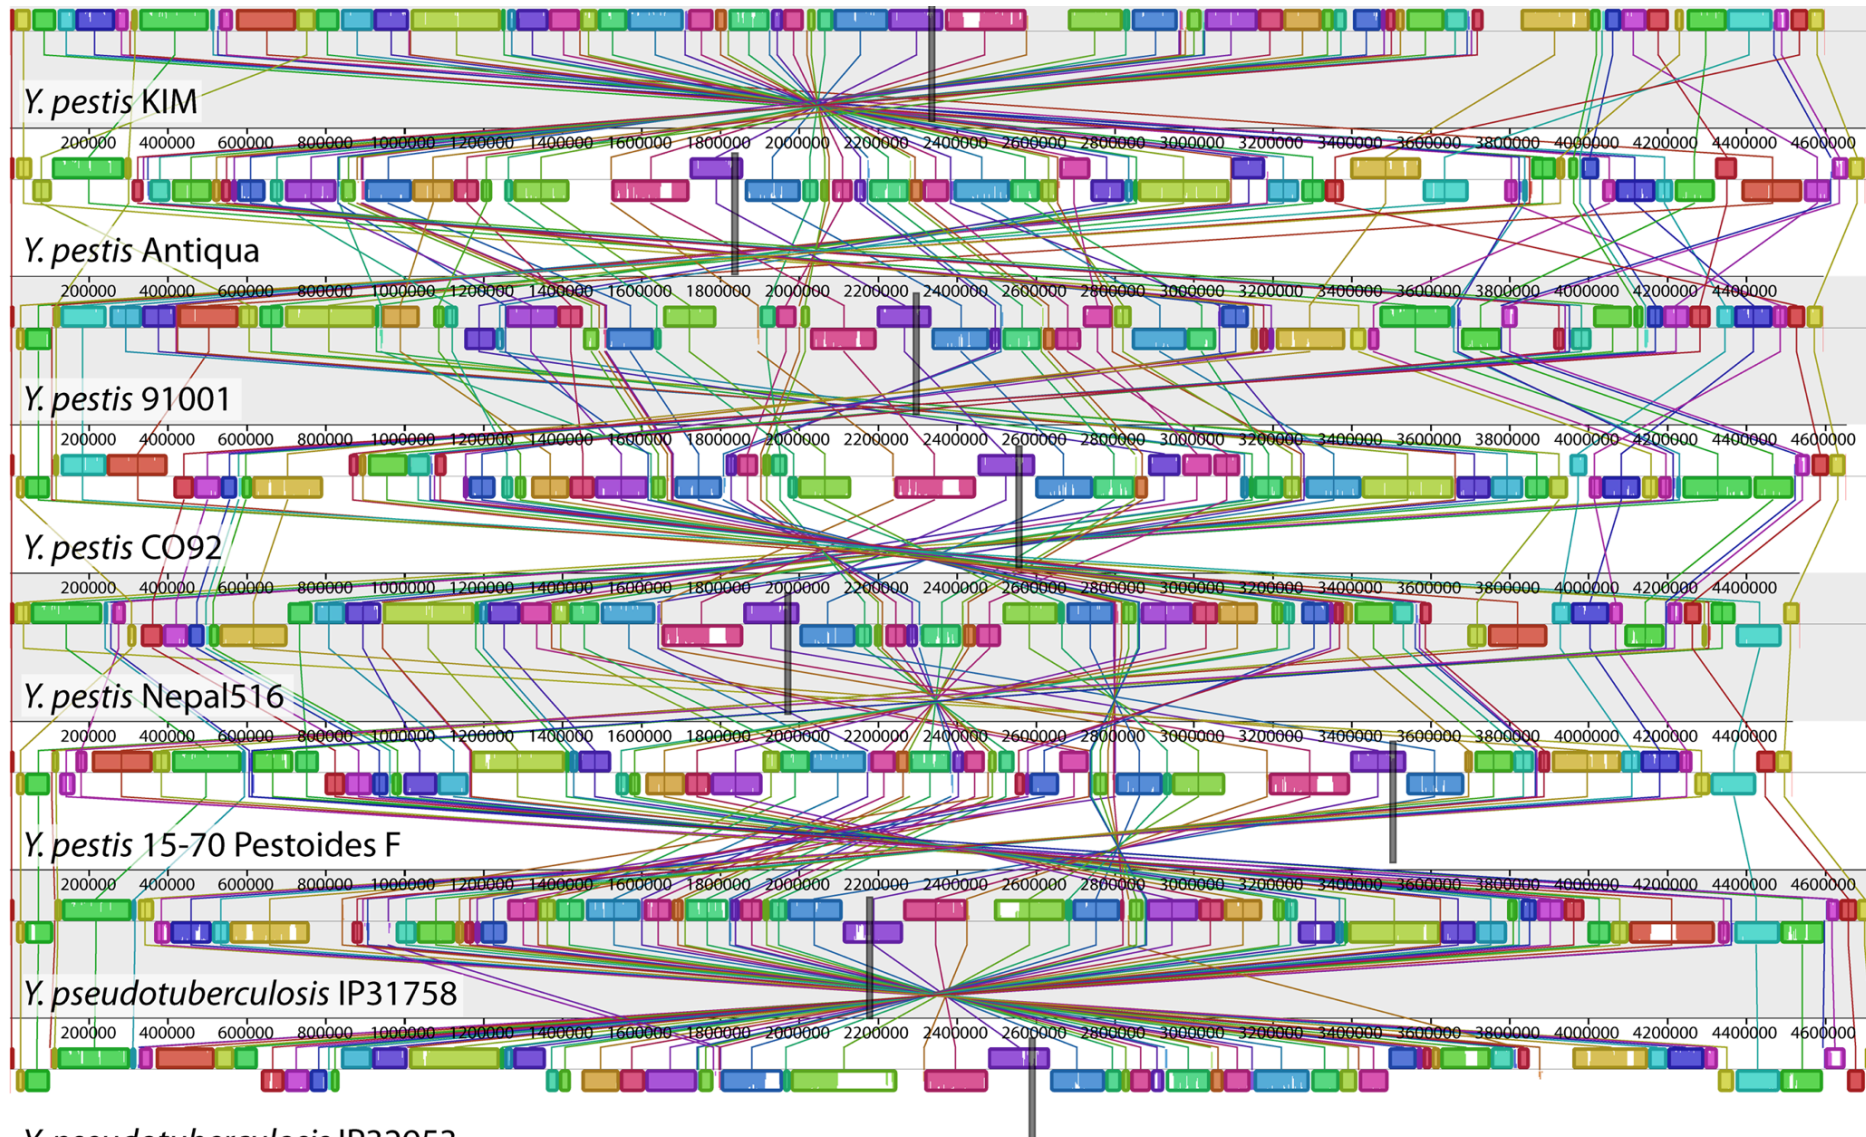 Y. pestis KIM
200000 400000 600000 800000 1000000 1200000 1400000 1600000 1800000 2000000 2200000 2400000 2600000 2800000 3000000 3200000 3400000 3600000 3800000 4000000 4200000 4400000 4600000
Y. pestis Antiqua
200000 400000 600000 800000 1000000 1200000 1400000 1600000 1800000 2000000 2200000 2400000 2600000 2800000 3000000 3200000 3400000 3600000 3800000 4000000 4200000 4400000
Y. pestis 91001
200000 400000 600000 800000 1000000 1200000 1400000 1600000 1800000 2000000 2200000 2400000 2600000 2800000 3000000 3200000 3400000 3600000 3800000 4000000 4200000 4400000 4600000
Y. pestis CO92
200000 400000 600000 800000 1000000 1200000 1400000 1600000 1800000 2000000 2200000 2400000 2600000 2800000 3000000 3200000 3400000 3600000 3800000 4000000 4200000 4400000
Y. pestis Nepal516
200000 400000 600000 800000 1000000 1200000 1400000 1600000 1800000 2000000 2200000 2400000 2600000 2800000 3000000 3200000 3400000 3600000 3800000 4000000 4200000 4400000
Y. pestis 15-70 Pestoides F
200000 400000 600000 800000 1000000 1200000 1400000 1600000 1800000 2000000 2200000 2400000 2600000 2800000 3000000 3200000 3400000 3600000 3800000 4000000 4200000 4400000 4600000
Y. pseudotuberculosis IP31758
200000 400000 600000 800000 1000000 1200000 1400000 1600000 1800000 2000000 2200000 2400000 2600000 2800000 3000000 3200000 3400000 3600000 3800000 4000000 4200000 4400000 4600000
Y. pseudotuberculosis IP32953